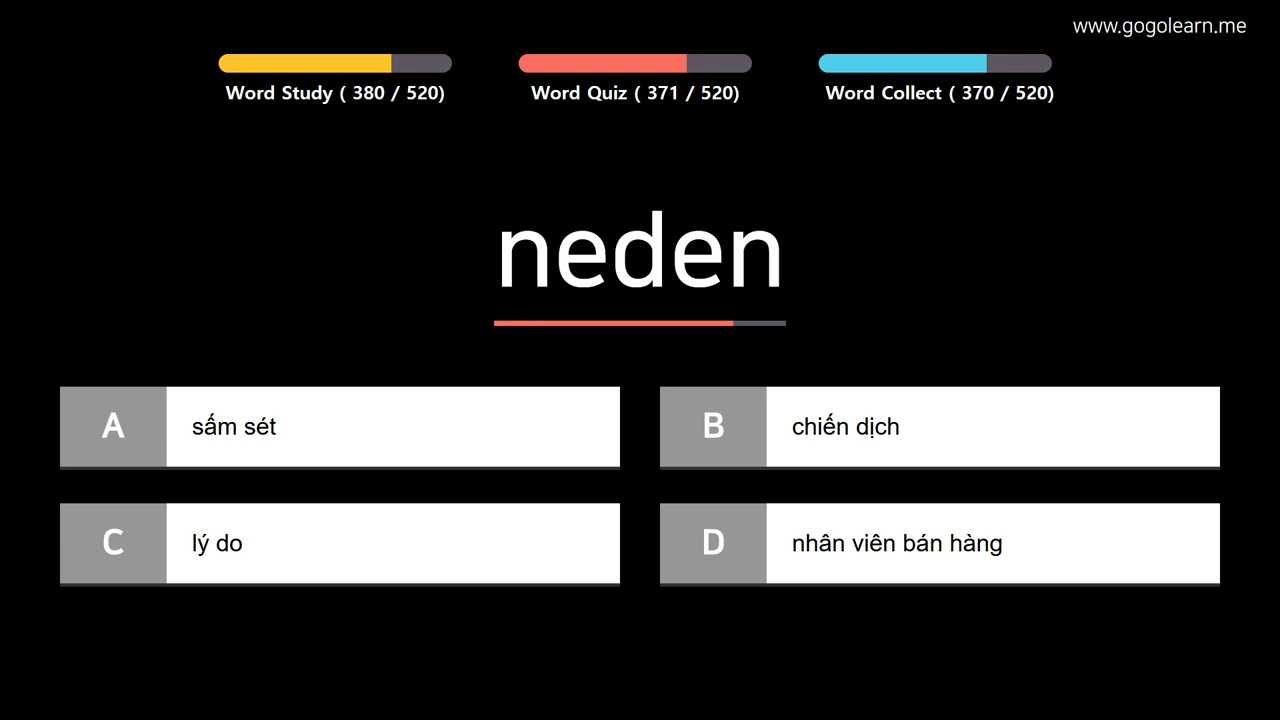 www.gogolearn.me
Word Study ( 380 / 520)
Word Quiz ( 371 / 520)
Word Collect ( 370 / 520)
neden
A
sấm sét
B
chiến dịch
C
lý do
D
nhân viên bán hàng